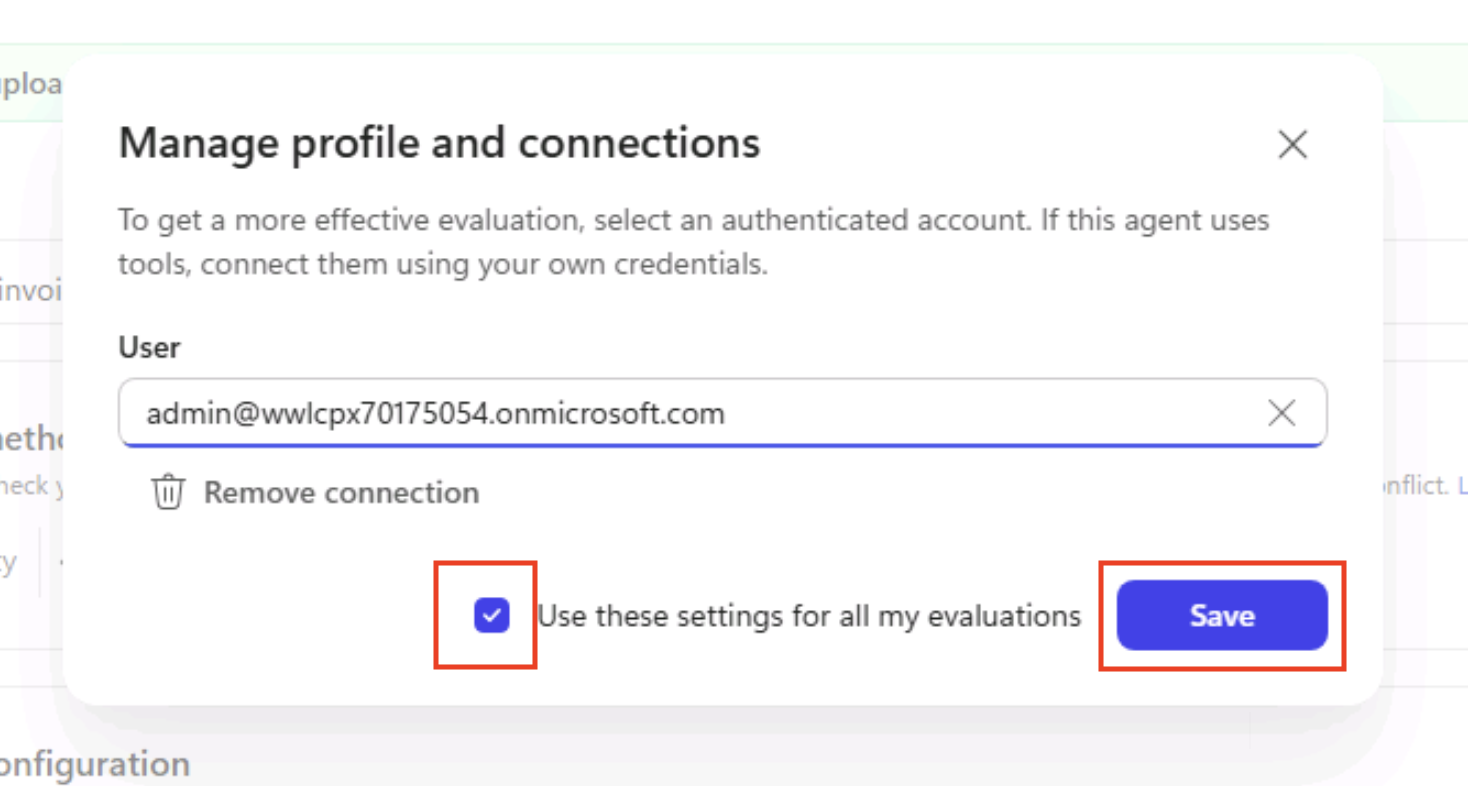 Manage profile and connections
To get a more effective evaluation, select an authenticated account. If this agent uses
tools, connect them using your own credentials.
User
admin@wwlcpx70175054.onmicrosoft.com
Remove connection
Use these settings for all my evaluations
Save
onfiguration